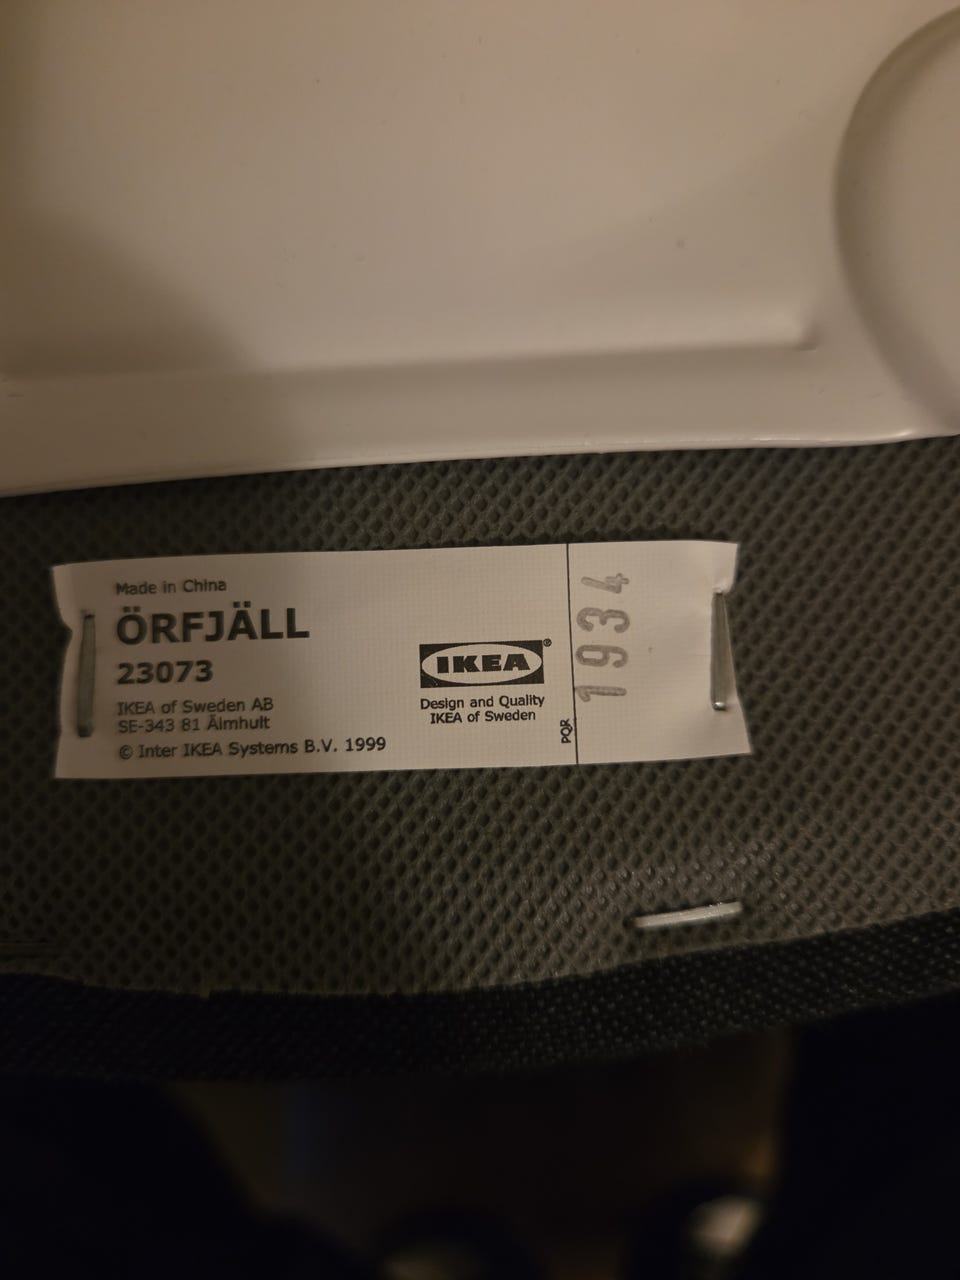 Made in China
ÖRFJÄLL
23073
IKEA of Sweden AB
SE-343 81 Älmhult
© Inter IKEA Systems B.V. 1999
IKEA®
Design and Quality
IKEA of Sweden
PQR
1934